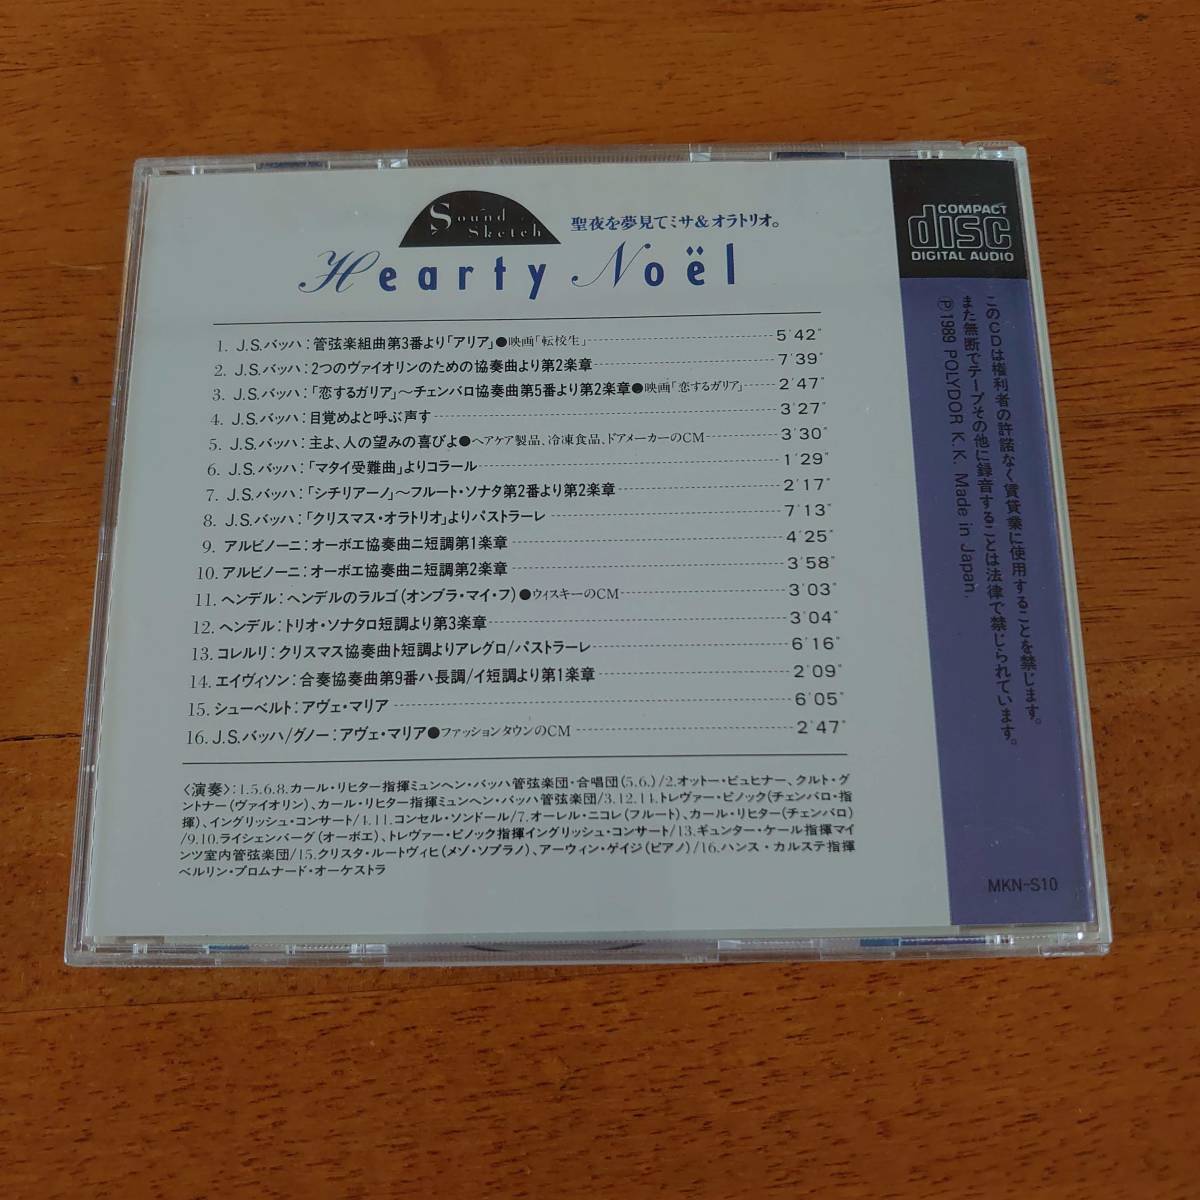 Sound Sketch
聖夜を夢見てミサ&オラトリオ。
Hearty Noël
1. J.S.バッハ:管弦楽組曲第3番より「アリア」●映画「転校生」 5'42"
2. J.S.バッハ:2つのヴァイオリンのための協奏曲より第2楽章 7'39"
3. J.S.バッハ:「恋するガリア」〜チェンバロ協奏曲第5番より第2楽章●映画「恋するガリア」 2'47"
4. J.S.バッハ:目覚めよと呼ぶ声す 3'27"
5. J.S.バッハ:主よ、人の望みの喜びよ●ヘアケア製品、冷凍食品、ドアメーカーのCM 3'30"
6. J.S.バッハ:「マタイ受難曲」よりコラール 1'29"
7. J.S.バッハ:「シチリアーノ」〜フルート・ソナタ第2番より第2楽章 2'17"
8. J.S.バッハ:「クリスマス・オラトリオ」よりパストラーレ 7'13"
9. アルビノーニ:オーボエ協奏曲ニ短調第1楽章 4'25"
10. アルビノーニ:オーボエ協奏曲ニ短調第2楽章 3'58"
11. ヘンデル:ヘンデルのラルゴ(オンブラ・マイ・フ)●ウィスキーのCM 3'03"
12. ヘンデル:トリオ・ソナタロ短調より第3楽章 3'04"
13. コレルリ:クリスマス協奏曲ト短調よりアレグロ/パストラーレ 6'16"
14. エイヴィソン:合奏協奏曲第9番ハ長調/イ短調より第1楽章 2'09"
15. シューベルト:アヴェ・マリア 6'05"
16. J.S.バッハ/グノー:アヴェ・マリア●ファッションタウンのCM 2'47"
〈演奏〉:1.5.6.8.カール・リヒター指揮ミュンヘン・バッハ管弦楽団・合唱団(5.6.)/2.オットー・ビュヒナー、クルト・グ
ントナー(ヴァイオリン)、カール・リヒター指揮ミュンヘン・バッハ管弦楽団/3.12.14.トレヴァー・ピノック(チェンバロ・指
揮)、イングリッシュ・コンサート/4.11.コンセル・ソンドール/7.オーレル・ニコレ(フルート)、カール・リヒター(チェンバロ)
/9.10.ライシェンバーグ(オーボエ)、トレヴァー・ピノック指揮イングリッシュ・コンサート/13.ギュンター・ケール指揮マイ
ンツ室内管弦楽団/15.クリスタ・ルートヴィヒ(メゾ・ソプラノ)、アーウィン・ゲイジ(ピアノ)/16.ハンス・カルステ指揮
ベルリン・プロムナード・オーケストラ
COMPACT
disc
DIGITAL AUDIO
このCDは権利者の許諾なく賃貸業に使用することを禁じます。
また無断でテープその他に録音することは法律で禁じられています。
Ⓟ1989 POLYDOR K.K. Made in Japan.
MKN-S10